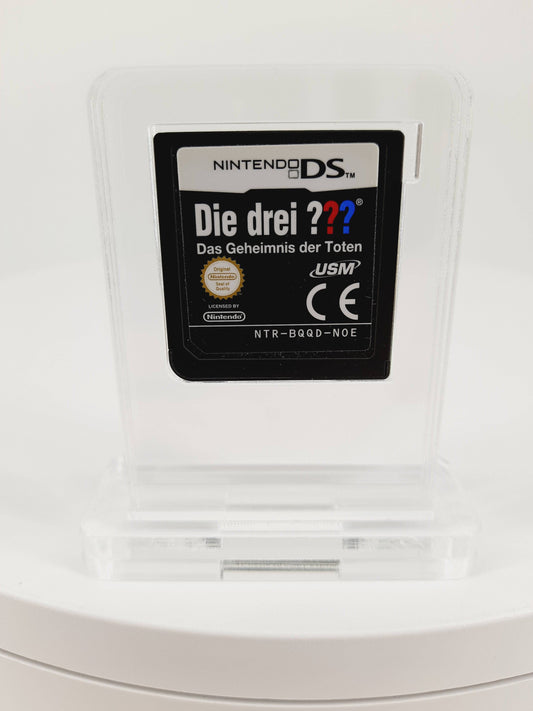 NINTENDO DS™
Die drei ???®
Das Geheimnis der Toten
Original
Nintendo
Seal of
Quality
USM
CE
LICENSED BY
Nintendo
NTR-BQQD-NOE